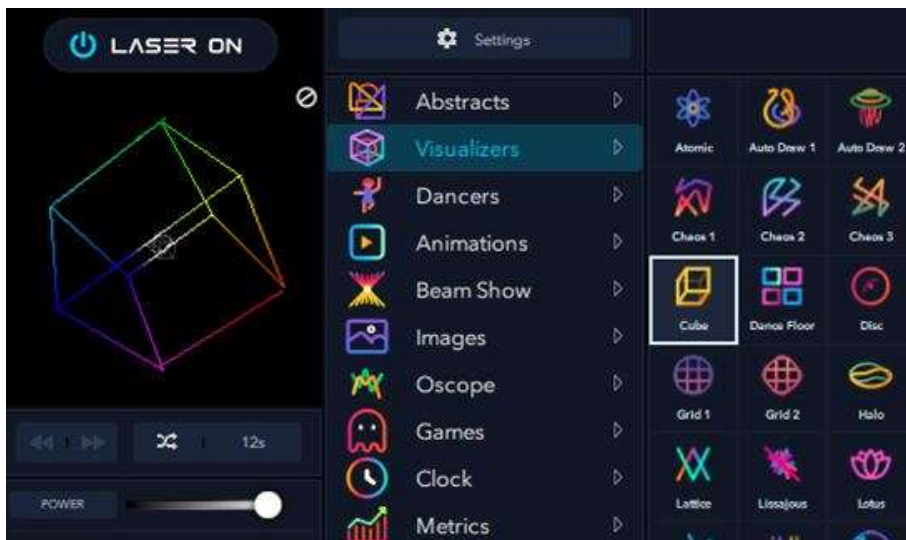 LASER ON
12s
POWER
Settings
Abstracts
Visualizers
Dancers
Animations
Beam Show
Images
Oscope
Games
Clock
Metrics
Atomic
Auto Draw 1
Auto Draw 2
Chaos 1
Chaos 2
Chaos 3
Cube
Dance Floor
Disc
Grid 1
Grid 2
Halo
Lattice
Lissajous
Lotus